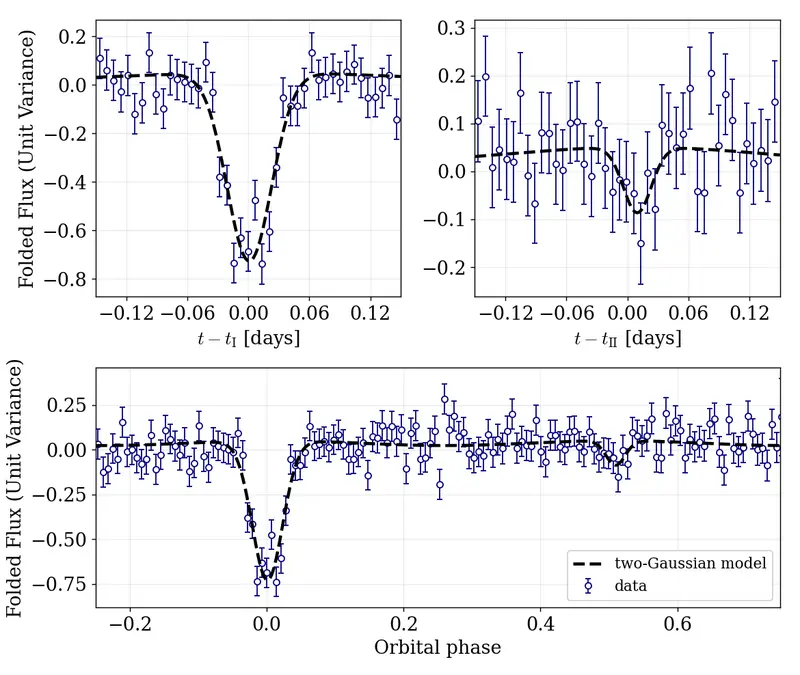 Folded Flux (Unit Variance)
0.2
0.0
−0.2
−0.4
−0.6
−0.8
−0.12 −0.06 0.00 0.06 0.12
t − t_I [days]
0.3
0.2
0.1
0.0
−0.1
−0.2
−0.12 −0.06 0.00 0.06 0.12
t − t_II [days]
Folded Flux (Unit Variance)
0.25
0.00
−0.25
−0.50
−0.75
two-Gaussian model
data
−0.2 0.0 0.2 0.4 0.6
Orbital phase